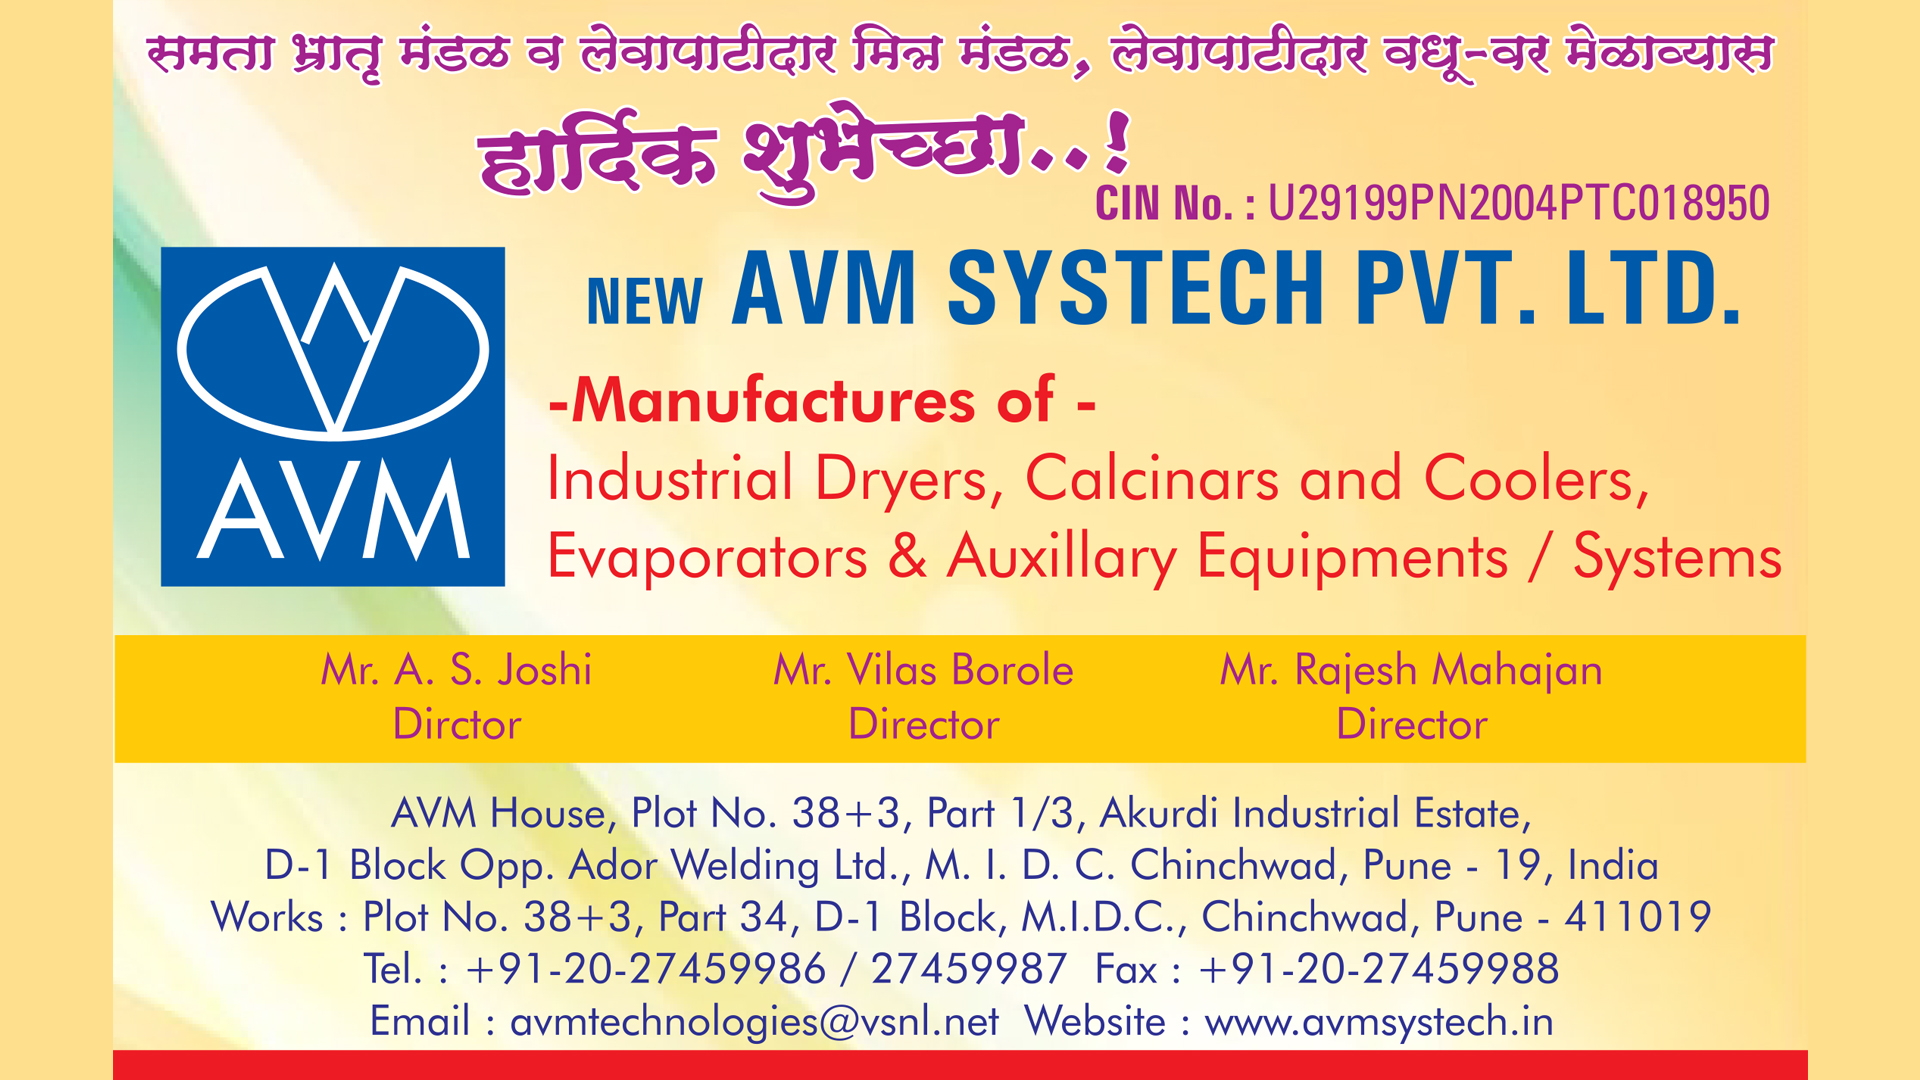 समता भ्रातृ मंडळ व लेवापाटीदार मित्र मंडळ, लेवापाटीदार वधू-वर मेळाव्यास
हार्दिक शुभेच्छा..!
CIN No. : U29199PN2004PTC018950
NEW AVM SYSTECH PVT. LTD.
AVM
-Manufactures of -
Industrial Dryers, Calcinars and Coolers,
Evaporators & Auxillary Equipments / Systems
Mr. A. S. Joshi Mr. Vilas Borole Mr. Rajesh Mahajan
Dirctor Director Director
AVM House, Plot No. 38+3, Part 1/3, Akurdi Industrial Estate,
D-1 Block Opp. Ador Welding Ltd., M. I. D. C. Chinchwad, Pune - 19, India
Works : Plot No. 38+3, Part 34, D-1 Block, M.I.D.C., Chinchwad, Pune - 411019
Tel. : +91-20-27459986 / 27459987 Fax : +91-20-27459988
Email : avmtechnologies@vsnl.net Website : www.avmsystech.in